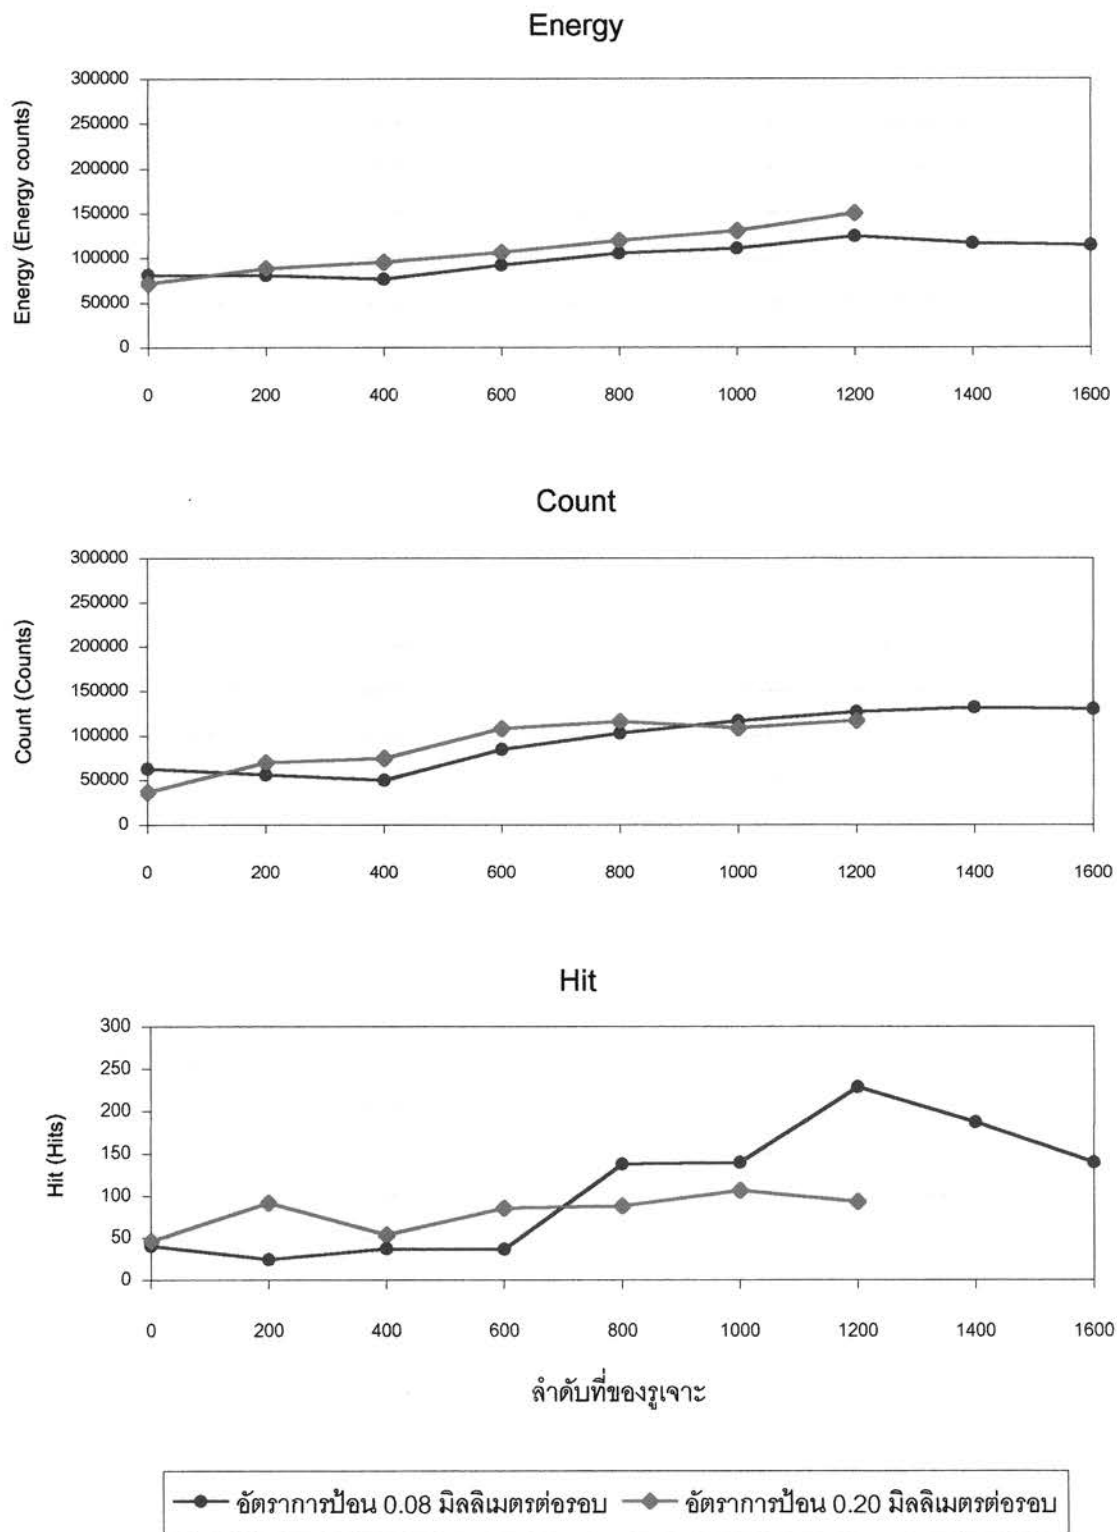 Energy
Energy (Energy counts)
300000
250000
200000
150000
100000
50000
0
0 200 400 600 800 1000 1200 1400 1600
Count
Count (Counts)
300000
250000
200000
150000
100000
50000
0
0 200 400 600 800 1000 1200 1400 1600
Hit
Hit (Hits)
300
250
200
150
100
50
0
0 200 400 600 800 1000 1200 1400 1600
ลำดับที่ของรูเจาะ
อัตราการป้อน 0.08 มิลลิเมตรต่อรอบ อัตราการป้อน 0.20 มิลลิเมตรต่อรอบ